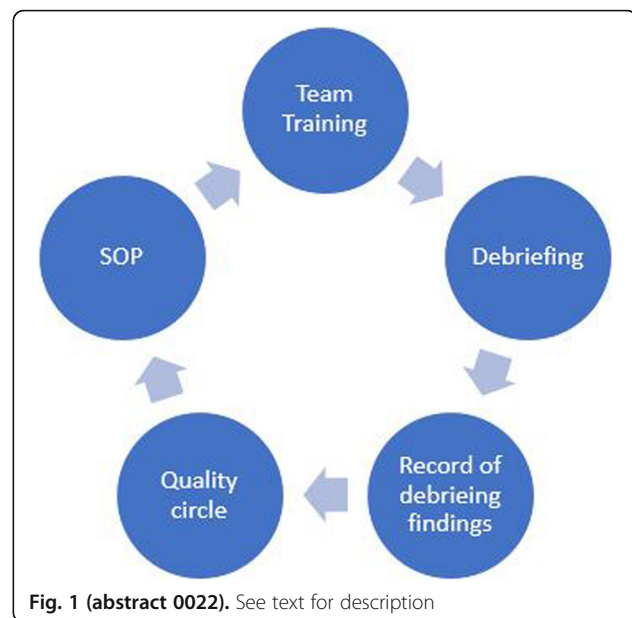 Team
Training
Debriefing
Record of
debrieing
findings
Quality
circle
SOP
Fig. 1 (abstract 0022). See text for description